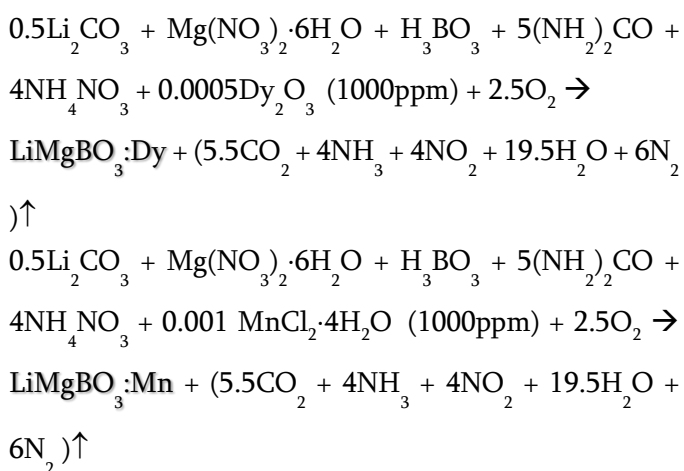 0.5Li₂CO₃ + Mg(NO₃)₂·6H₂O + H₃BO₃ + 5(NH₂)₂CO +
4NH₄NO₃ + 0.0005Dy₂O₃ (1000ppm) + 2.5O₂ →
LiMgBO₃:Dy + (5.5CO₂ + 4NH₃ + 4NO₂ + 19.5H₂O + 6N₂
)↑
0.5Li₂CO₃ + Mg(NO₃)₂·6H₂O + H₃BO₃ + 5(NH₂)₂CO +
4NH₄NO₃ + 0.001 MnCl₂·4H₂O (1000ppm) + 2.5O₂ →
LiMgBO₃:Mn + (5.5CO₂ + 4NH₃ + 4NO₂ + 19.5H₂O +
6N₂ )↑